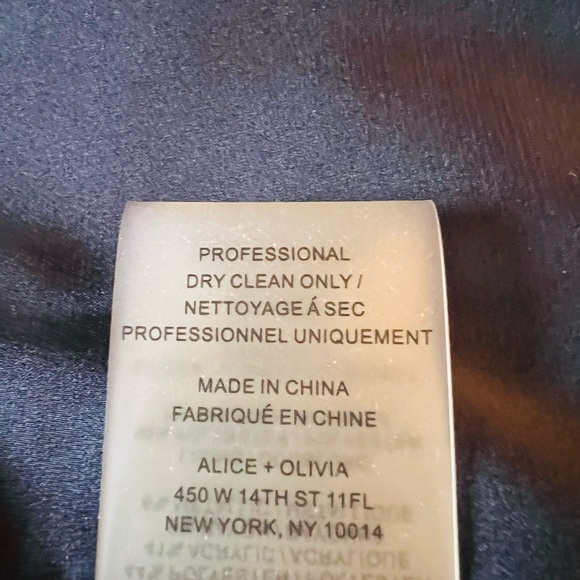 PROFESSIONAL
DRY CLEAN ONLY /
NETTOYAGE Á SEC
PROFESSIONNEL UNIQUEMENT
MADE IN CHINA
FABRIQUÉ EN CHINE
ALICE + OLIVIA
450 W 14TH ST 11FL
NEW YORK, NY 10014